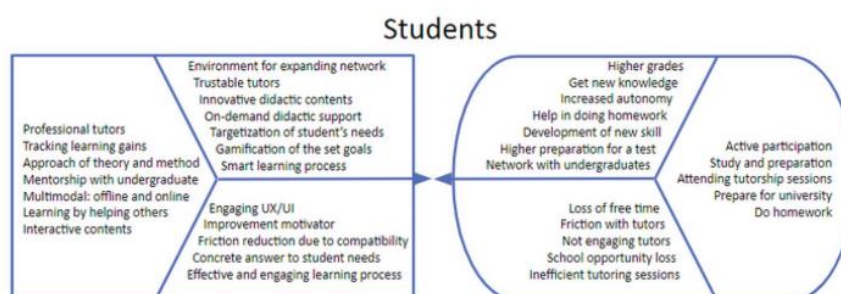 Students
Professional tutors
Tracking learning gains
Approach of theory and method
Mentorship with undergraduate
Multimodal: offline and online
Learning by helping others
Interactive contents
Environment for expanding network
Trustable tutors
Innovative didactic contents
On-demand didactic support
Targetization of student's needs
Gamification of the set goals
Smart learning process
Engaging UX/UI
Improvement motivator
Friction reduction due to compatibility
Concrete answer to student needs
Effective and engaging learning process
Higher grades
Get new knowledge
Increased autonomy
Help in doing homework
Development of new skill
Higher preparation for a test
Network with undergraduates
Loss of free time
Friction with tutors
Not engaging tutors
School opportunity loss
Inefficient tutoring sessions
Active participation
Study and preparation
Attending tutorship sessions
Prepare for university
Do homework